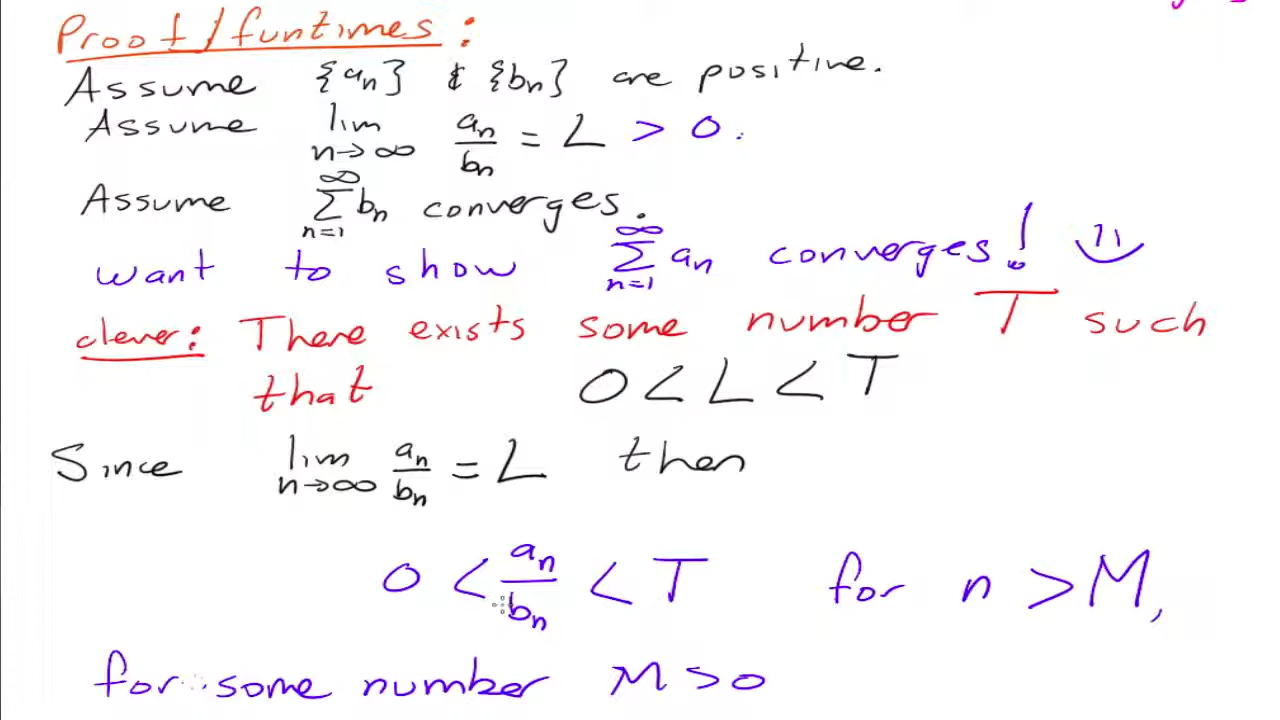 Proof/funtimes:
Assume {aₙ} & {bₙ} are positive.
Assume lim n→∞ aₙ/bₙ = L > 0.
Assume ∑ n=1 ∞ bₙ converges.
want to show ∑ n=1 ∞ aₙ converges!
clever: There exists some number T such
that 0 < L < T
Since lim n→∞ aₙ/bₙ = L then
0 < aₙ/bₙ < T for n > M,
for some number M > 0